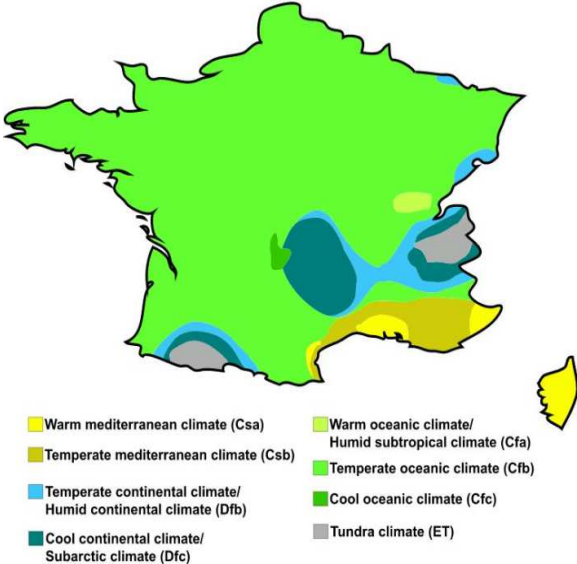 Warm mediterranean climate (Csa)
Temperate mediterranean climate (Csb)
Temperate continental climate/
Humid continental climate (Dfb)
Cool continental climate/
Subarctic climate (Dfc)
Warm oceanic climate/
Humid subtropical climate (Cfa)
Temperate oceanic climate (Cfb)
Cool oceanic climate (Cfc)
Tundra climate (ET)